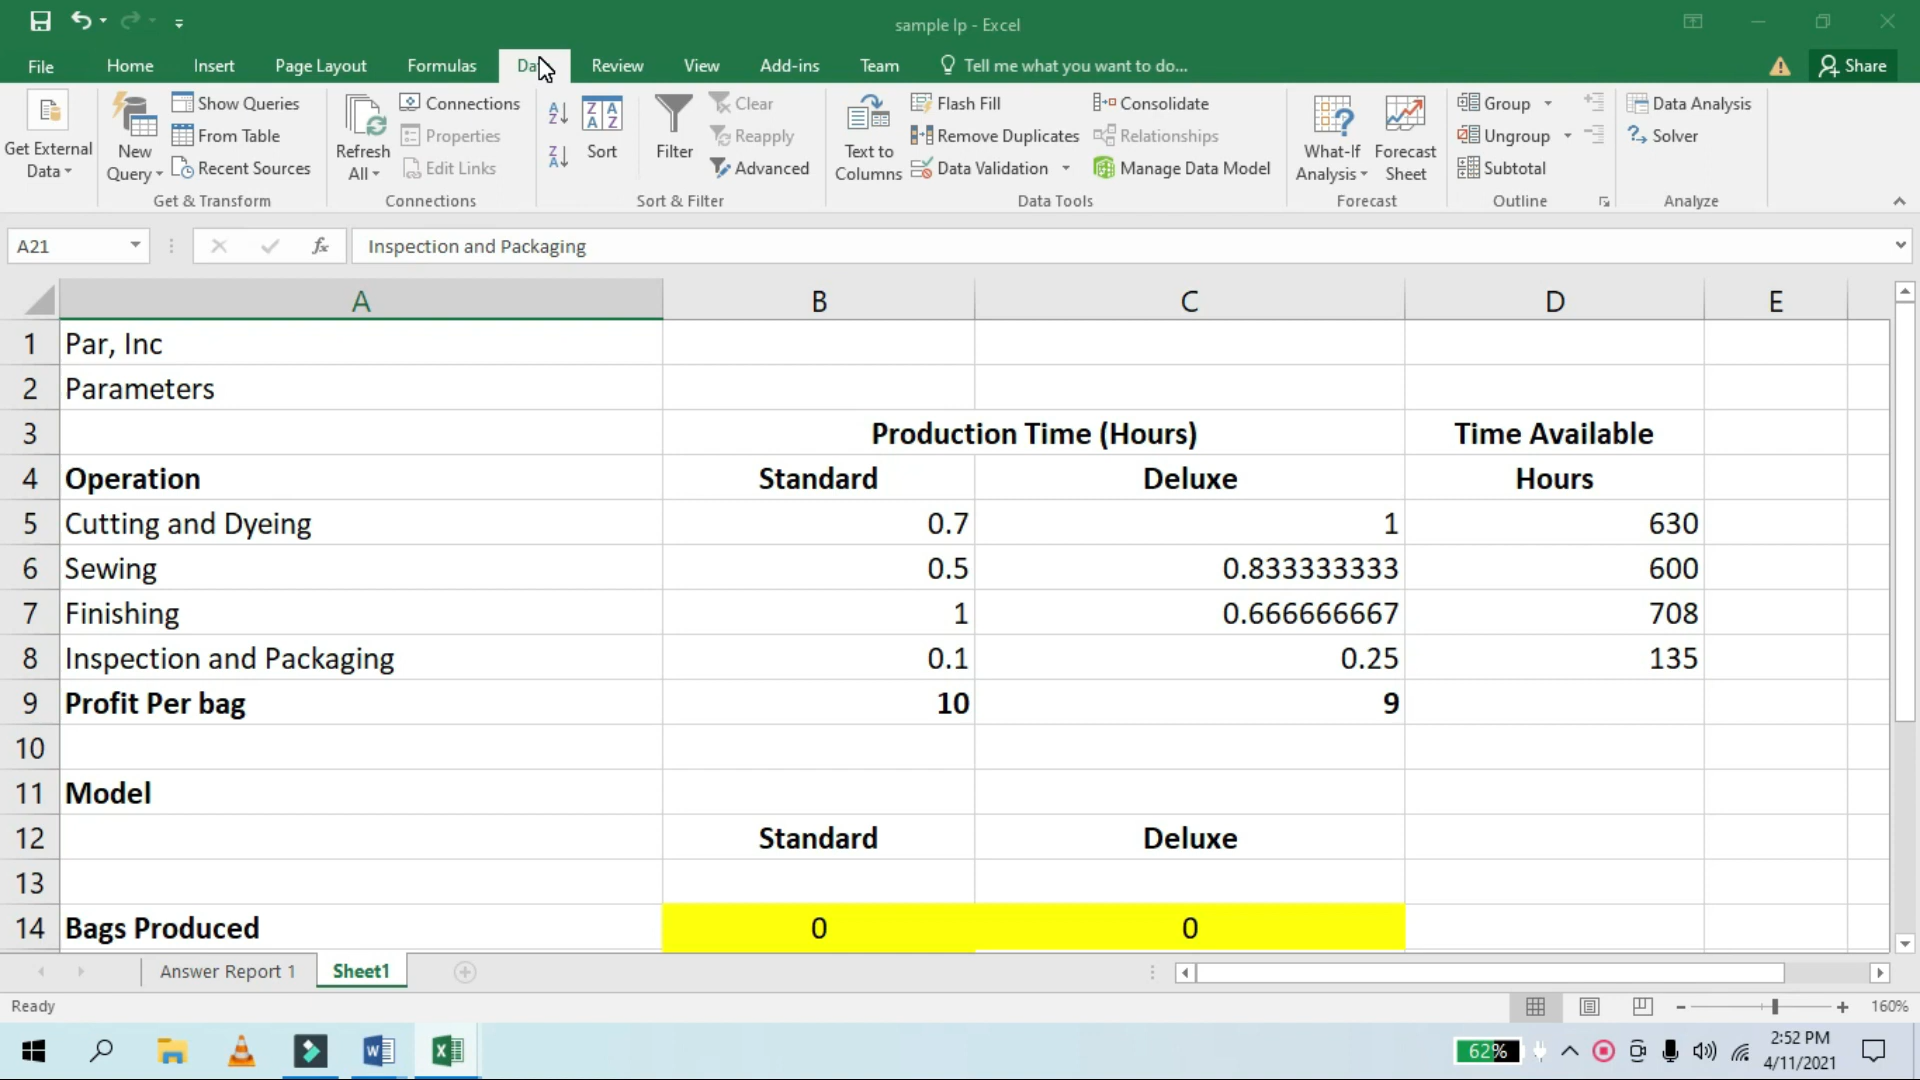 sample lp - Excel
File Home Insert Page Layout Formulas Review View Add-ins Team Tell me what you want to do... Share
Get External Data
New Query
Show Queries
From Table
Recent Sources
Get & Transform
Refresh All
Connections
Properties
Edit Links
Connections
Sort
Filter
Clear
Reapply
Advanced
Sort & Filter
Text to Columns
Flash Fill
Remove Duplicates
Data Validation
Consolidate
Relationships
Manage Data Model
Data Tools
What-If Analysis
Forecast Sheet
Forecast
Group
Ungroup
Subtotal
Outline
Data Analysis
Solver
Analyze
A21 fx Inspection and Packaging
A B C D E
1 Par, Inc
2 Parameters
3 Production Time (Hours) Time Available
4 Operation Standard Deluxe Hours
5 Cutting and Dyeing 0.7 1 630
6 Sewing 0.5 0.833333333 600
7 Finishing 1 0.666666667 708
8 Inspection and Packaging 0.1 0.25 135
9 Profit Per bag 10 9
10
11 Model
12 Standard Deluxe
13
14 Bags Produced 0 0
Answer Report 1 Sheet1
Ready 160%
62% 2:52 PM
4/11/2021